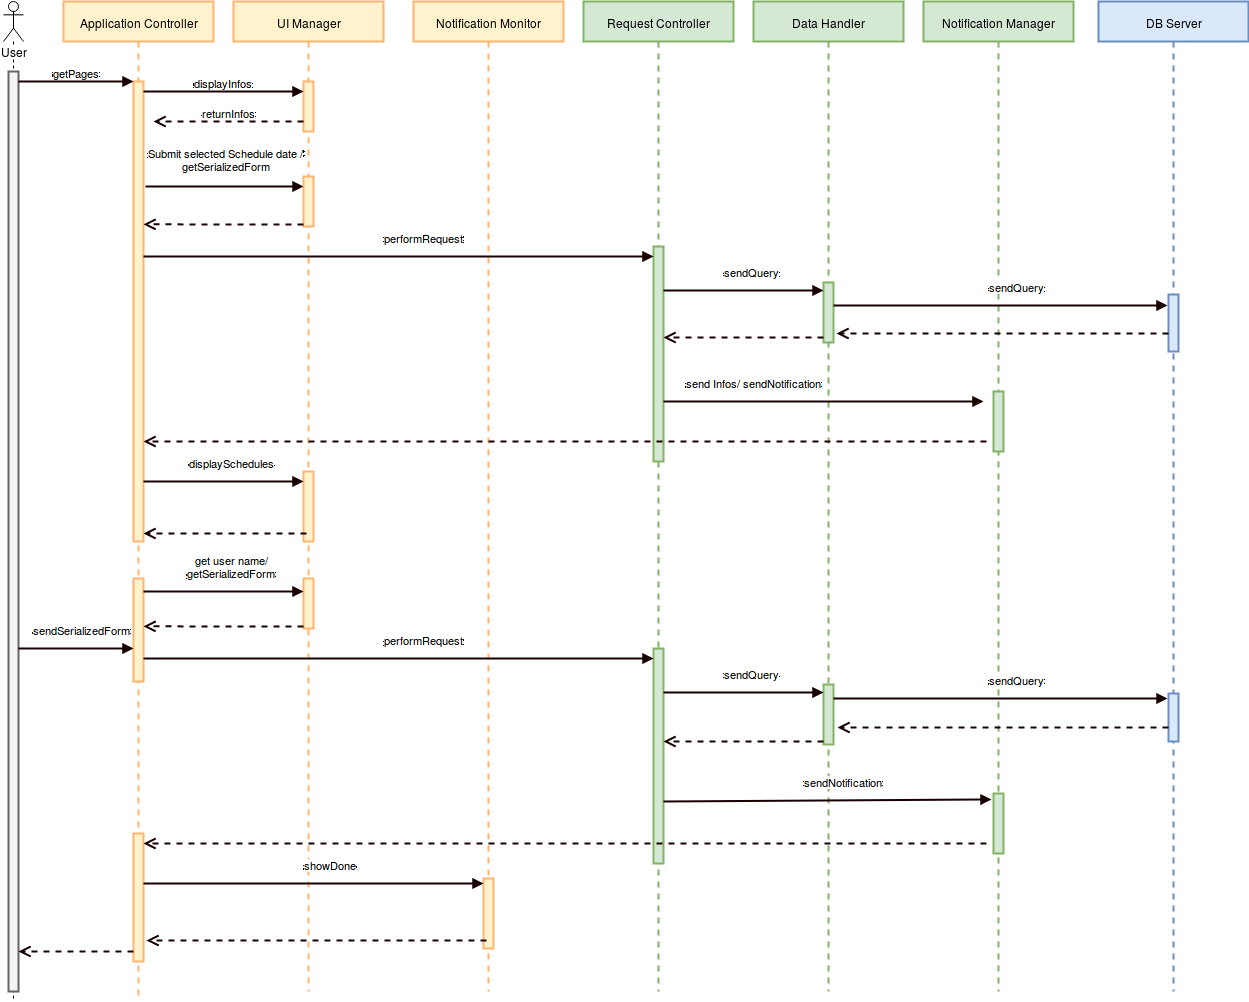 User
Application Controller
UI Manager
Notification Monitor
Request Controller
Data Handler
Notification Manager
DB Server
getPages
displayInfos
returnInfos
Submit selected Schedule date /
getSerializedForm
performRequest
sendQuery
sendQuery
send Infos/ sendNotification
displaySchedules
get user name/
getSerializedForm
sendSerializedForm
performRequest
sendQuery
sendQuery
sendNotification
showDone